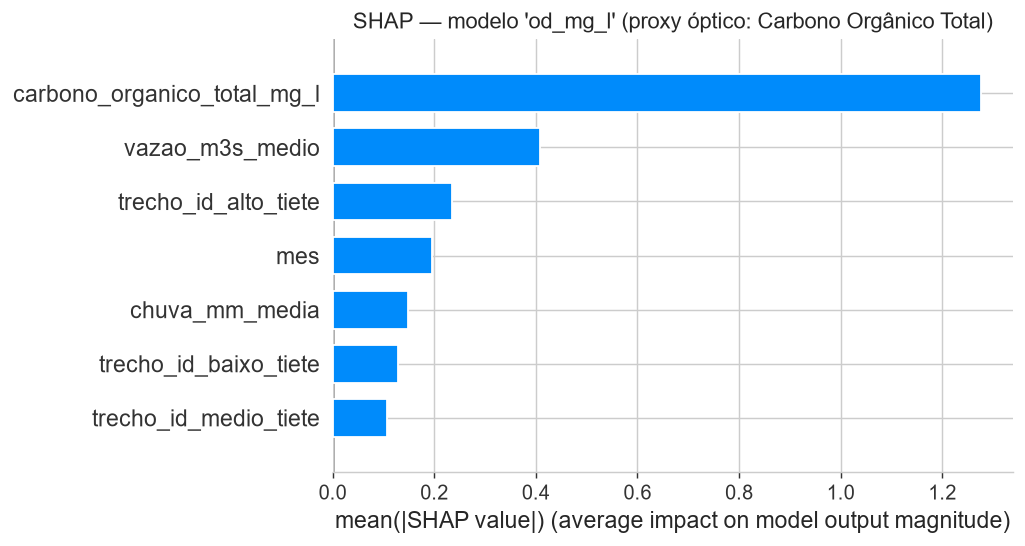 SHAP — modelo 'od_mg_l' (proxy óptico: Carbono Orgânico Total)
carbono_organico_total_mg_l
vazao_m3s_medio
trecho_id_alto_tiete
mes
chuva_mm_media
trecho_id_baixo_tiete
trecho_id_medio_tiete
0.0 0.2 0.4 0.6 0.8 1.0 1.2
mean(|SHAP value|) (average impact on model output magnitude)